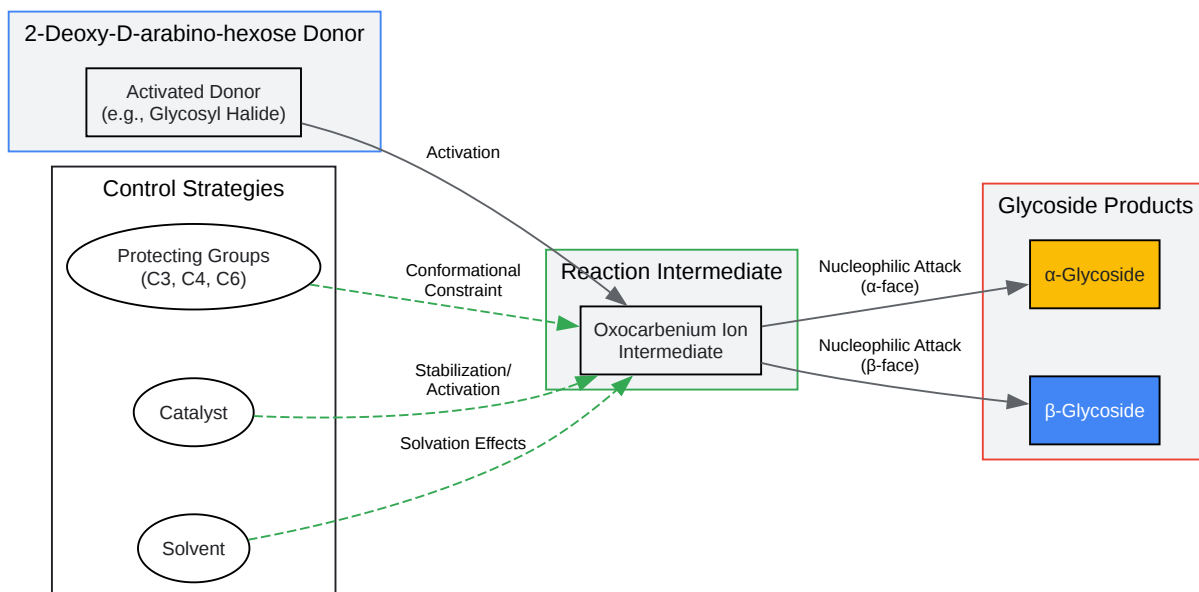 2-Deoxy-D-arabino-hexose Donor
Activated Donor
(e.g., Glycosyl Halide)
Activation
Control Strategies
Protecting Groups
(C3, C4, C6)
Conformational
Constraint
Catalyst
Stabilization/
Activation
Solvation Effects
Solvent
Reaction Intermediate
Oxocarbenium Ion
Intermediate
Nucleophilic Attack
(α-face)
Nucleophilic Attack
(β-face)
Glycoside Products
α-Glycoside
β-Glycoside